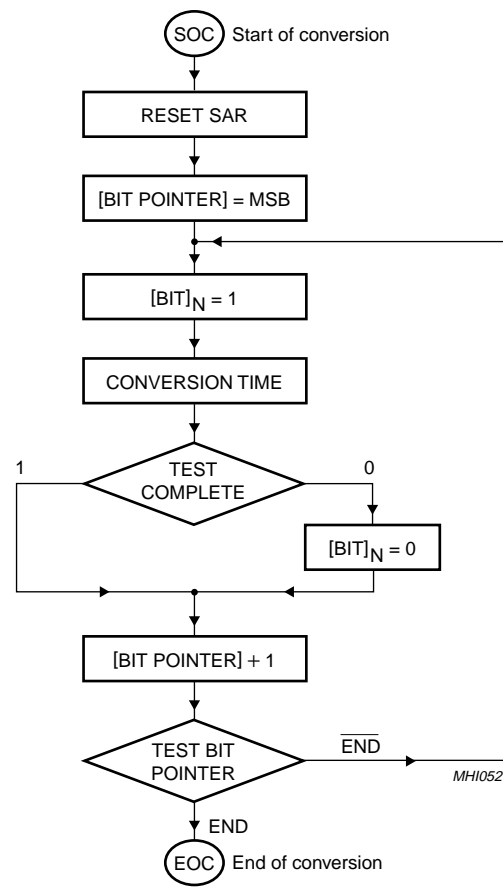 SOC Start of conversion
RESET SAR
[BIT POINTER] = MSB
[BIT]N = 1
CONVERSION TIME
1
TEST
COMPLETE
0
[BIT]N = 0
[BIT POINTER] + 1
TEST BIT
POINTER
END
MHI052
END
EOC End of conversion